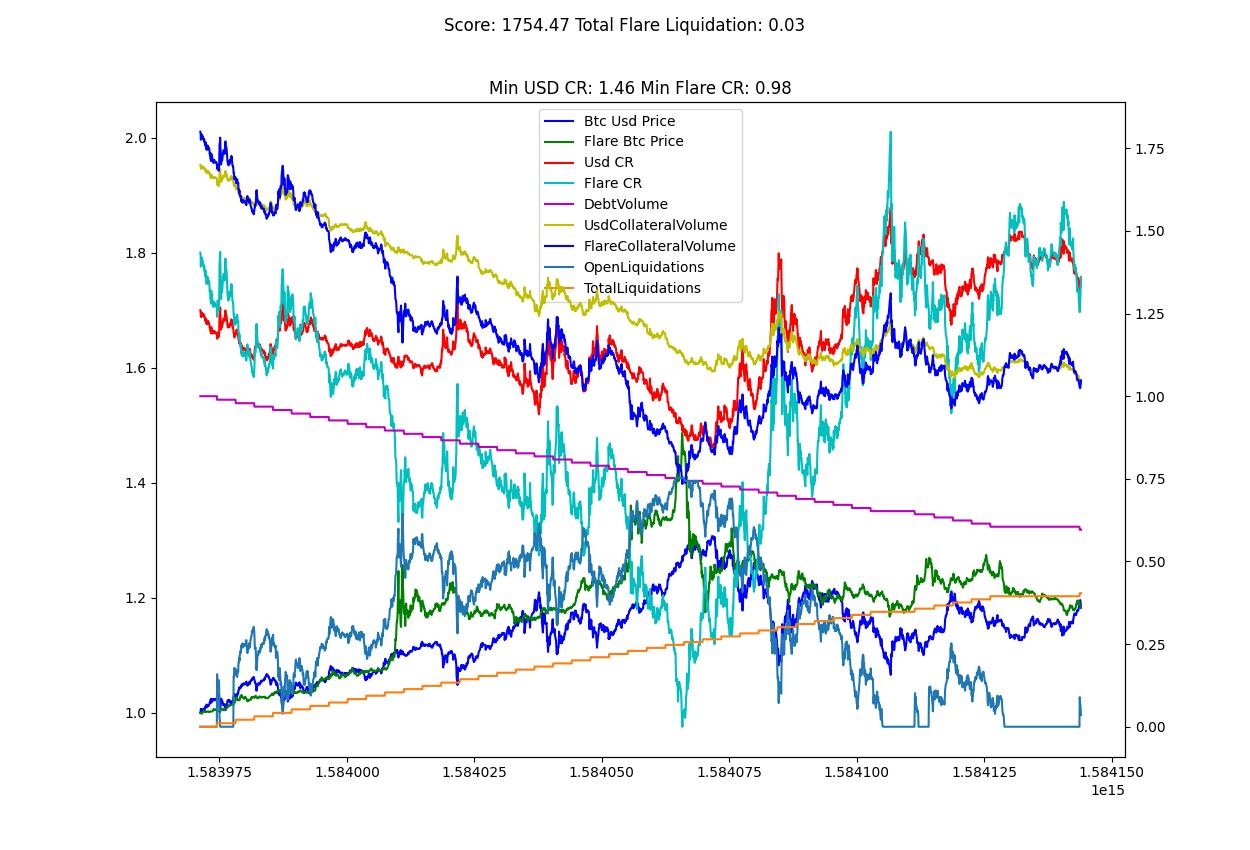 Score: 1754.47 Total Flare Liquidation: 0.03
Min USD CR: 1.46 Min Flare CR: 0.98
Btc Usd Price
Flare Btc Price
Usd CR
Flare CR
DebtVolume
UsdCollateralVolume
FlareCollateralVolume
OpenLiquidations
TotalLiquidations
2.0
1.8
1.6
1.4
1.2
1.0
1.75
1.50
1.25
1.00
0.75
0.50
0.25
0.00
1.583975 1.584000 1.584025 1.584050 1.584075 1.584100 1.584125 1.584150
1e15